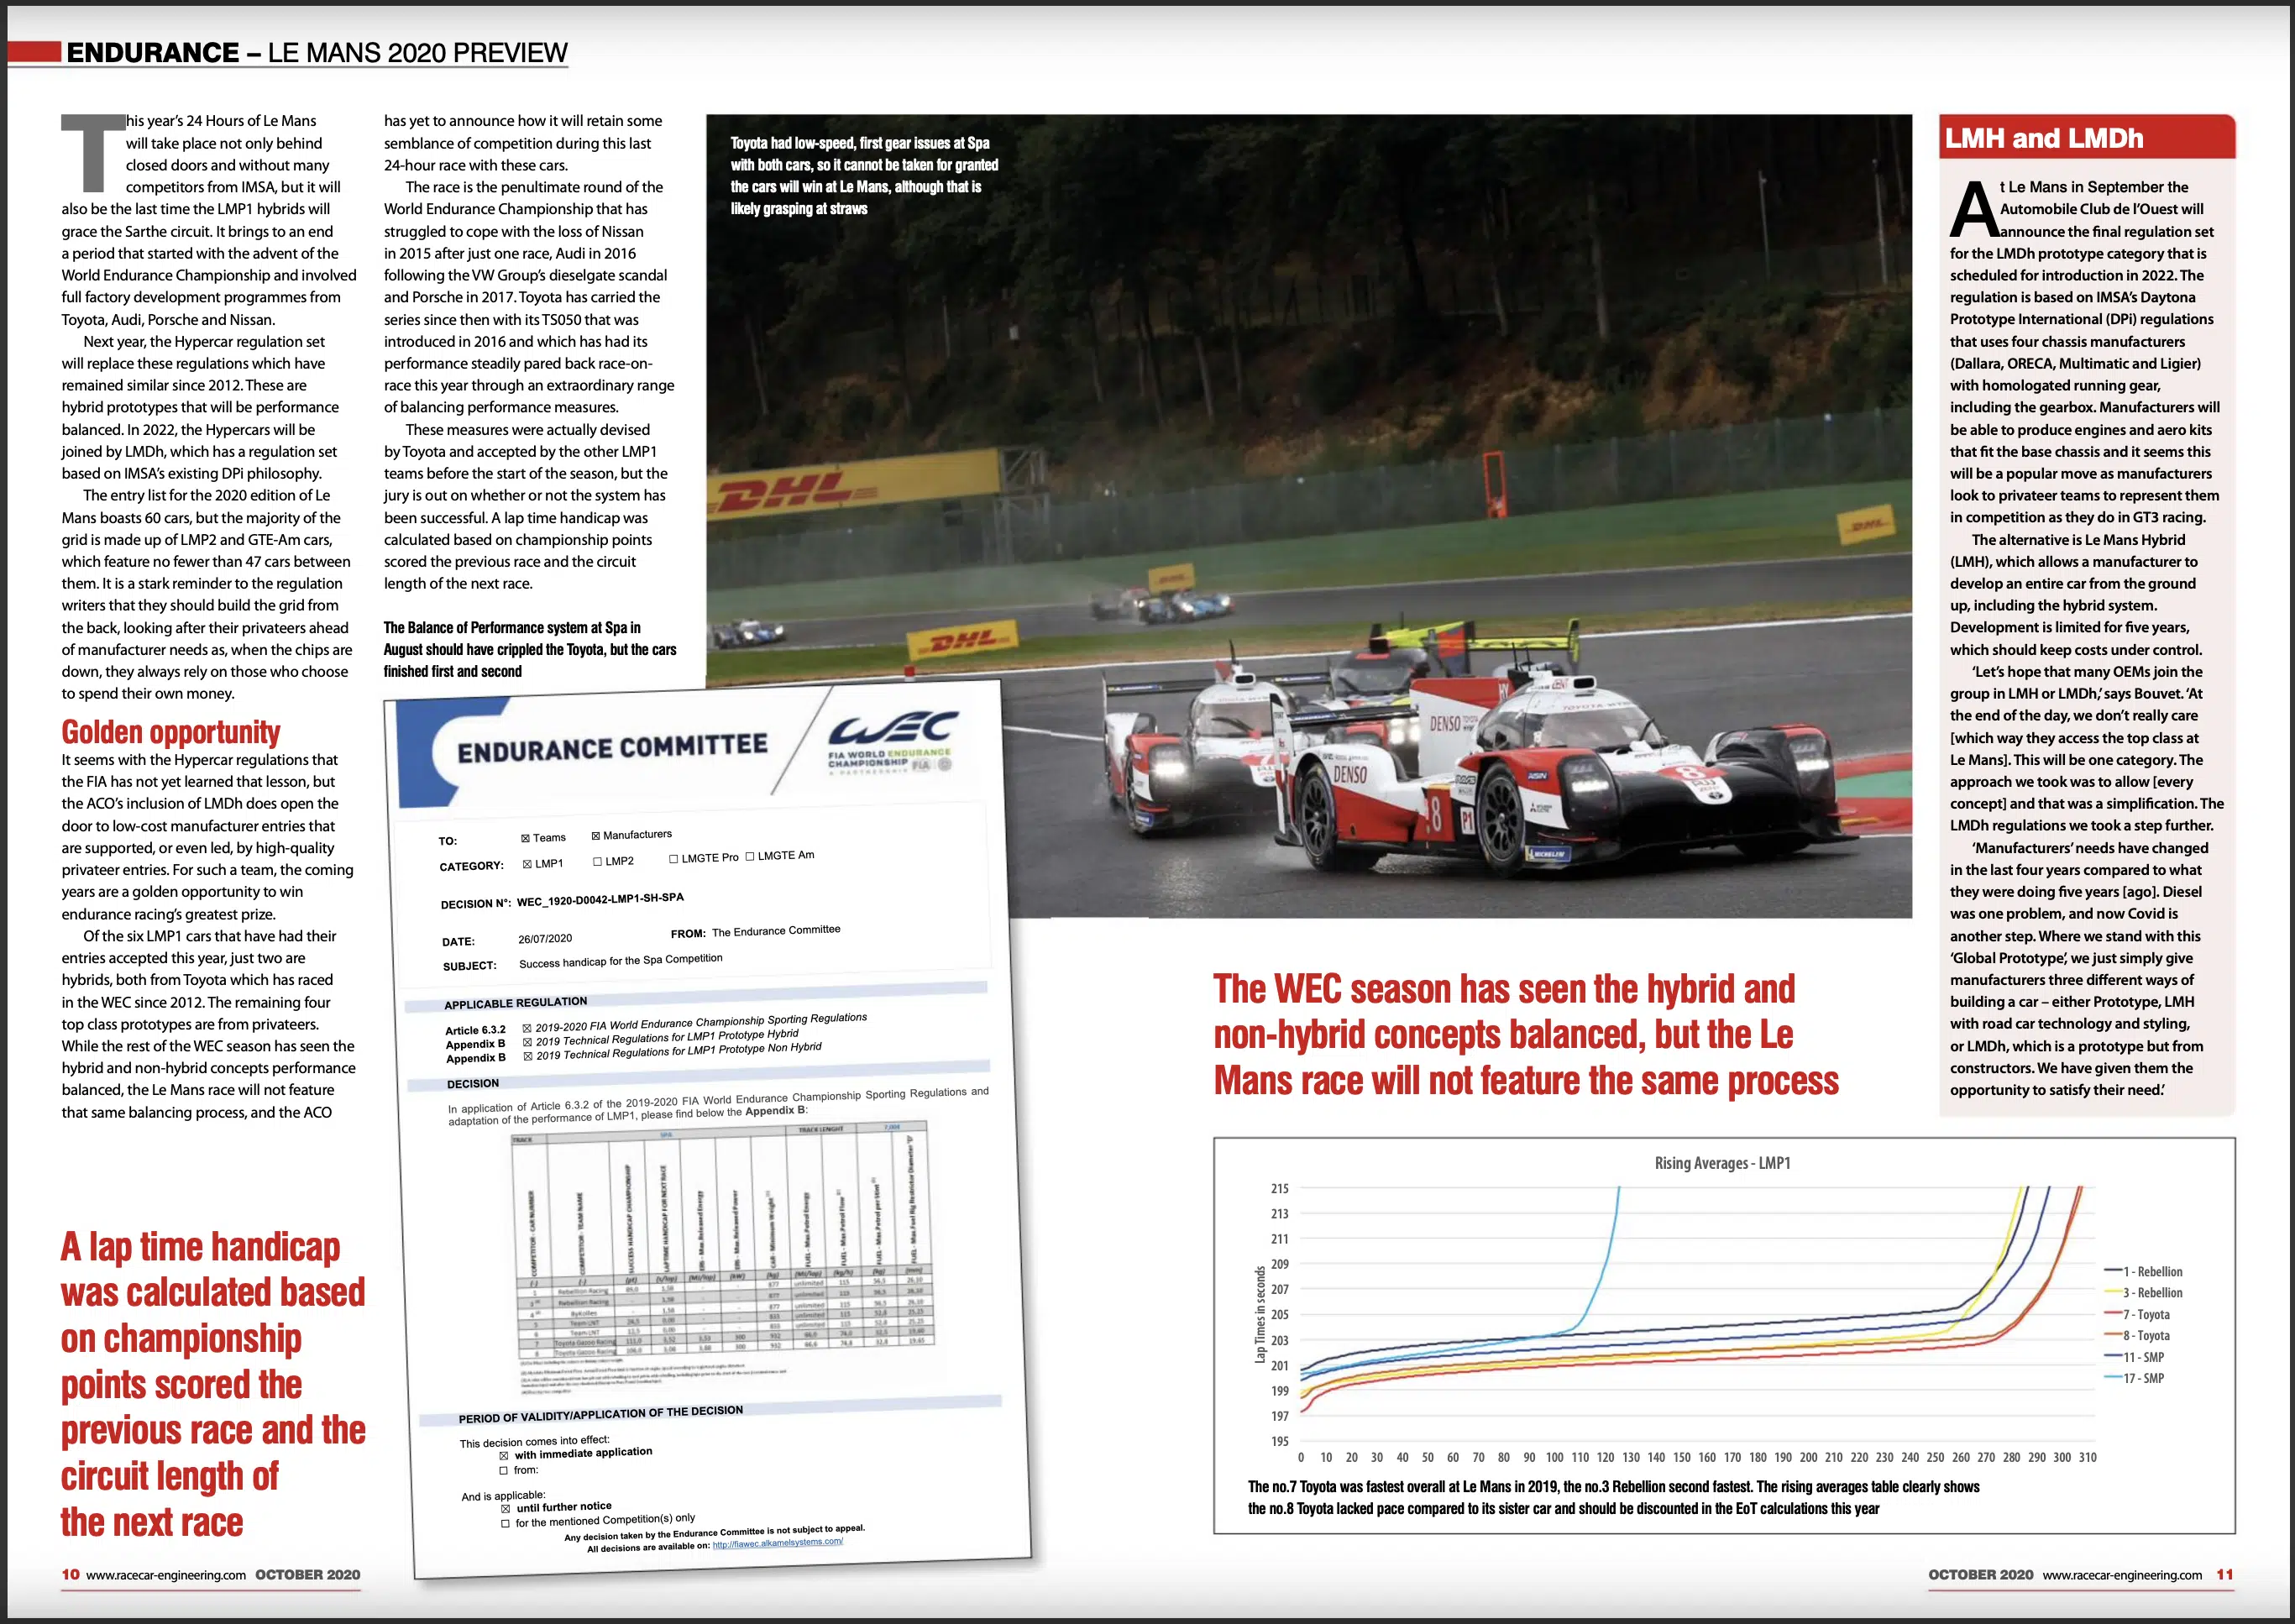 ENDURANCE – LE MANS 2020 PREVIEW
This year's 24 Hours of Le Mans
will take place not only behind
closed doors and without many
competitors from IMSA, but it will
also be the last time the LMP1 hybrids will
grace the Sarthe circuit. It brings to an end
a period that started with the advent of the
World Endurance Championship and involved
full factory development programmes from
Toyota, Audi, Porsche and Nissan.
Next year, the Hypercar regulation set
will replace these regulations which have
remained similar since 2012. These are
hybrid prototypes that will be performance
balanced. In 2022, the Hypercars will be
joined by LMDh, which has a regulation set
based on IMSA's existing DPi philosophy.
The entry list for the 2020 edition of Le
Mans boasts 60 cars, but the majority of the
grid is made up of LMP2 and GTE-Am cars,
which feature no fewer than 47 cars between
them. It is a stark reminder to the regulation
writers that they should build the grid from
the back, looking after their privateers ahead
of manufacturer needs as, when the chips are
down, they always rely on those who choose
to spend their own money.
Golden opportunity
It seems with the Hypercar regulations that
the FIA has not yet learned that lesson, but
the ACO's inclusion of LMDh does open the
door to low-cost manufacturer entries that
are supported, or even led, by high-quality
privateer entries. For such a team, the coming
years are a golden opportunity to win
endurance racing's greatest prize.
Of the six LMP1 cars that have had their
entries accepted this year, just two are
hybrids, both from Toyota which has raced
in the WEC since 2012. The remaining four
top class prototypes are from privateers.
While the rest of the WEC season has seen the
hybrid and non-hybrid concepts performance
balanced, the Le Mans race will not feature
that same balancing process, and the ACO
A lap time handicap
was calculated based
on championship
points scored the
previous race and the
circuit length of
the next race
has yet to announce how it will retain some
semblance of competition during this last
24-hour race with these cars.
The race is the penultimate round of the
World Endurance Championship that has
struggled to cope with the loss of Nissan
in 2015 after just one race, Audi in 2016
following the VW Group's dieselgate scandal
and Porsche in 2017. Toyota has carried the
series since then with its TS050 that was
introduced in 2016 and which has had its
performance steadily pared back race-on-
race this year through an extraordinary range
of balancing performance measures.
These measures were actually devised
by Toyota and accepted by the other LMP1
teams before the start of the season, but the
jury is out on whether or not the system has
been successful. A lap time handicap was
calculated based on championship points
scored the previous race and the circuit
length of the next race.
The Balance of Performance system at Spa in
August should have crippled the Toyota, but the cars
finished first and second
ENDURANCE COMMITTEE
WEC
FIA WORLD ENDURANCE
CHAMPIONSHIP
FIA
TO: ☒ Teams ☒ Manufacturers
CATEGORY: ☒ LMP1 ☐ LMP2 ☐ LMGTE Pro ☐ LMGTE Am
DECISION N°: WEC_1920-D0042-LMP1-SH-SPA
DATE: 26/07/2020 FROM: The Endurance Committee
SUBJECT: Success handicap for the Spa Competition
APPLICABLE REGULATION
Article 6.3.2 ☒ 2019-2020 FIA World Endurance Championship Sporting Regulations
Appendix B ☒ 2019 Technical Regulations for LMP1 Prototype Hybrid
Appendix B ☒ 2019 Technical Regulations for LMP1 Prototype Non Hybrid
DECISION
In application of Article 6.3.2 of the 2019-2020 FIA World Endurance Championship Sporting Regulations and
adaptation of the performance of LMP1, please find below the Appendix B:
TRACK SPA TRACK LENGHT 7,004
PERIOD OF VALIDITY/APPLICATION OF THE DECISION
This decision comes into effect:
☒ with immediate application
☐ from:
And is applicable:
☒ until further notice
☐ for the mentioned Competition(s) only
Any decision taken by the Endurance Committee is not subject to appeal.
All decisions are available on: http://fiawec.alkamelsystems.com/
Toyota had low-speed, first gear issues at Spa
with both cars, so it cannot be taken for granted
the cars will win at Le Mans, although that is
likely grasping at straws
DHL
DHL
DHL
DENSO
DENSO
AISIN
8
8
P1
MICHELIN
The WEC season has seen the hybrid and
non-hybrid concepts balanced, but the Le
Mans race will not feature the same process
LMH and LMDh
At Le Mans in September the
Automobile Club de l'Ouest will
announce the final regulation set
for the LMDh prototype category that is
scheduled for introduction in 2022. The
regulation is based on IMSA's Daytona
Prototype International (DPi) regulations
that uses four chassis manufacturers
(Dallara, ORECA, Multimatic and Ligier)
with homologated running gear,
including the gearbox. Manufacturers will
be able to produce engines and aero kits
that fit the base chassis and it seems this
will be a popular move as manufacturers
look to privateer teams to represent them
in competition as they do in GT3 racing.
The alternative is Le Mans Hybrid
(LMH), which allows a manufacturer to
develop an entire car from the ground
up, including the hybrid system.
Development is limited for five years,
which should keep costs under control.
'Let's hope that many OEMs join the
group in LMH or LMDh,' says Bouvet. 'At
the end of the day, we don't really care
[which way they access the top class at
Le Mans]. This will be one category. The
approach we took was to allow [every
concept] and that was a simplification. The
LMDh regulations we took a step further.
'Manufacturers' needs have changed
in the last four years compared to what
they were doing five years [ago]. Diesel
was one problem, and now Covid is
another step. Where we stand with this
'Global Prototype', we just simply give
manufacturers three different ways of
building a car – either Prototype, LMH
with road car technology and styling,
or LMDh, which is a prototype but from
constructors. We have given them the
opportunity to satisfy their need.'
Rising Averages - LMP1
Lap Times in seconds
215
213
211
209
207
205
203
201
199
197
195
0 10 20 30 40 50 60 70 80 90 100 110 120 130 140 150 160 170 180 190 200 210 220 230 240 250 260 270 280 290 300 310
1 - Rebellion
3 - Rebellion
7 - Toyota
8 - Toyota
11 - SMP
17 - SMP
The no.7 Toyota was fastest overall at Le Mans in 2019, the no.3 Rebellion second fastest. The rising averages table clearly shows
the no.8 Toyota lacked pace compared to its sister car and should be discounted in the EoT calculations this year
10 www.racecar-engineering.com OCTOBER 2020
OCTOBER 2020 www.racecar-engineering.com 11